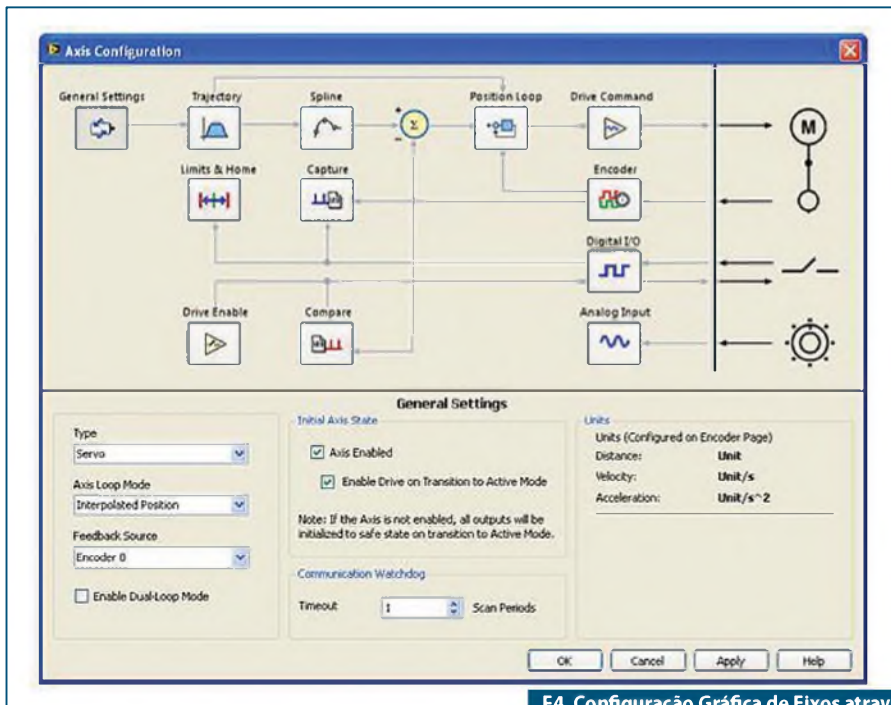 Axis Configuration
General Settings Trajectory Spline Position Loop Drive Command
Σ
M
Limits & Home Capture Encoder
Digital I/O
Drive Enable Compare Analog Input
General Settings
Type
Servo
Axis Loop Mode
Interpolated Position
Feedback Source
Encoder 0
Enable Dual-Loop Mode
Initial Axis State
Axis Enabled
Enable Drive on Transition to Active Mode
Note: If the Axis is not enabled, all outputs will be
initialized to safe state on transition to Active Mode.
Communication Watchdog
Timeout 1 Scan Periods
Units
Units (Configured on Encoder Page)
Distance: Unit
Velocity: Unit/s
Acceleration: Unit/s^2
OK Cancel Apply Help
F4. Configuração Gráfica de Eixos atrav